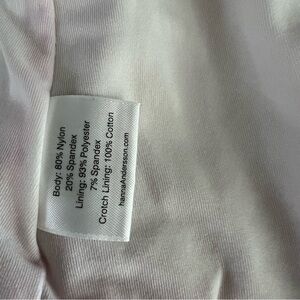 Body: 80% Nylon
20% Spandex
Lining: 93% Polyester
7% Spandex
Crotch Lining: 100% Cotton
hannaAndersson.com